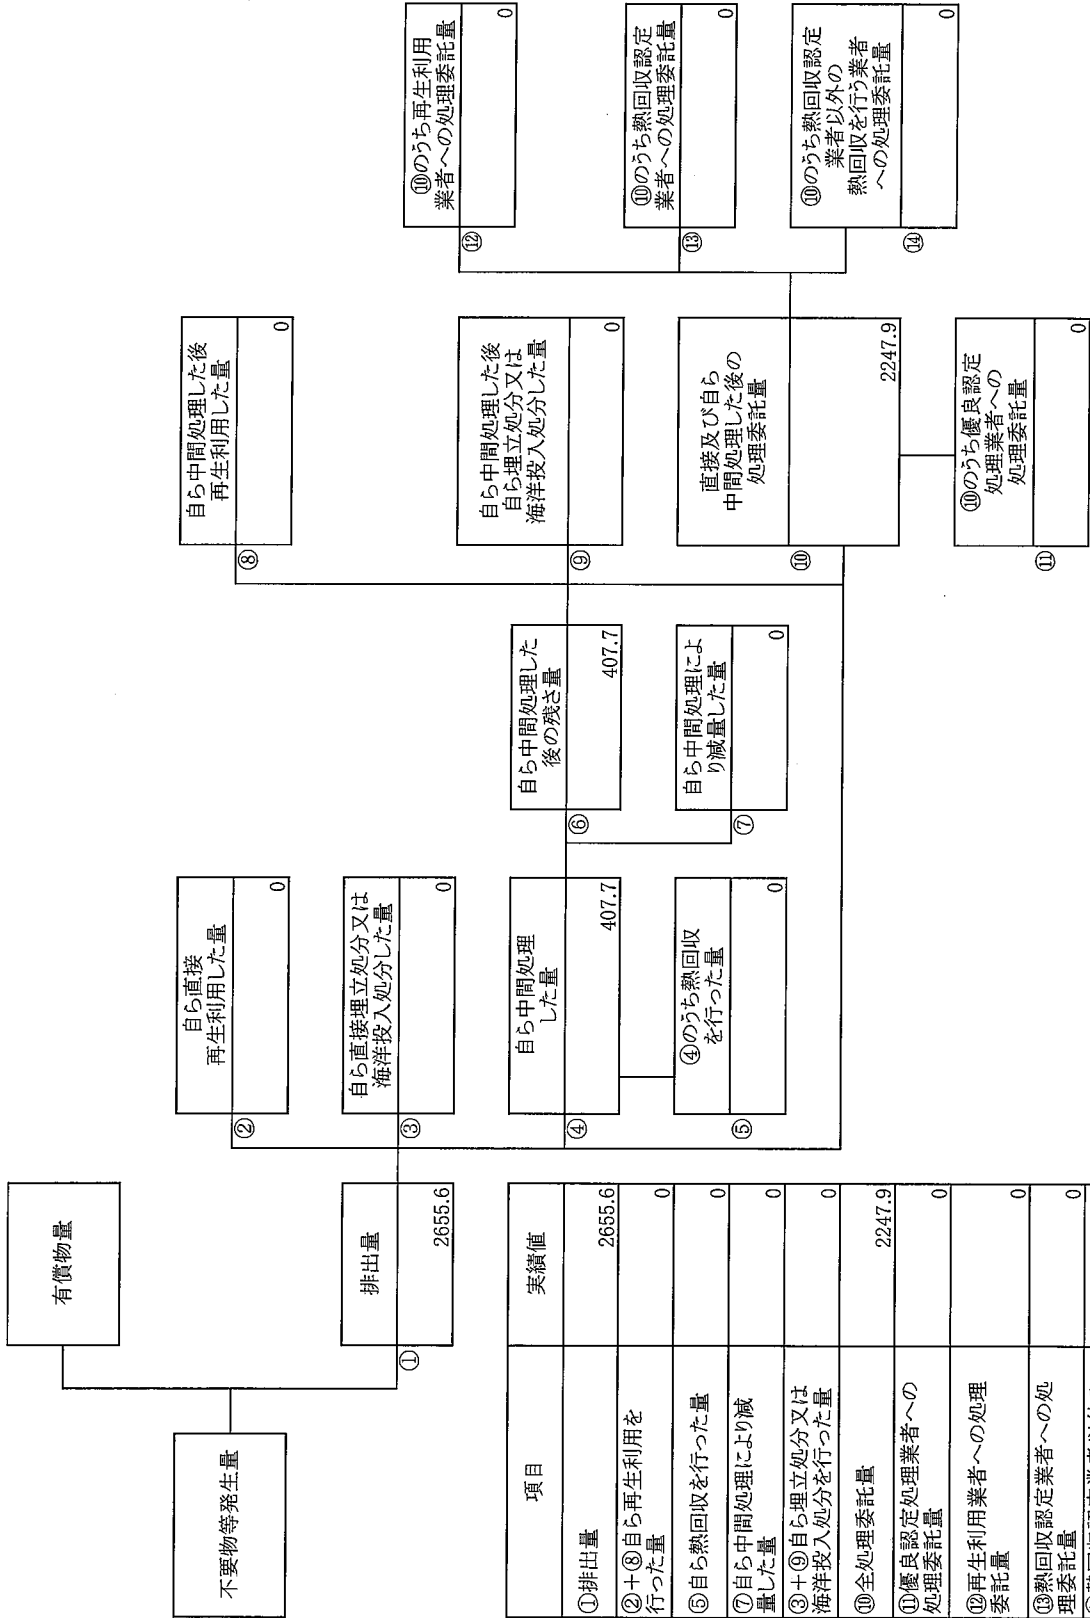 不要物等発生量
有償物量
排出量
①
2655.6
②
自ら直接
再生利用した量
0
③
自ら直接埋立処分又は
海洋投入処分した量
0
④
自ら中間処理
した量
407.7
⑤
④のうち熱回収
を行った量
0
⑥
自ら中間処理した
後の残さ量
407.7
⑦
自ら中間処理によ
り減量した量
0
⑧
自ら中間処理した後
再生利用した量
0
⑨
自ら中間処理した後
自ら埋立処分又は
海洋投入処分した量
0
⑩
直接及び自ら
中間処理した後の
処理委託量
2247.9
⑪
⑩のうち優良認定
処理業者への
処理委託量
0
⑫
⑩のうち再生利用
業者への処理委託量
0
⑬
⑩のうち熱回収認定
業者への処理委託量
0
⑭
⑩のうち熱回収認定
業者以外の
熱回収を行う業者
への処理委託量
0
項目
実績値
①排出量
2655.6
②+⑧自ら再生利用を
行った量
0
⑤自ら熱回収を行った量
0
⑦自ら中間処理により減
量した量
0
③+⑨自ら埋立処分又は
海洋投入処分を行った量
0
⑩全処理委託量
2247.9
⑪優良認定処理業者への
処理委託量
0
⑫再生利用業者への処理
委託量
0
⑬熱回収認定業者への処
理委託量
0